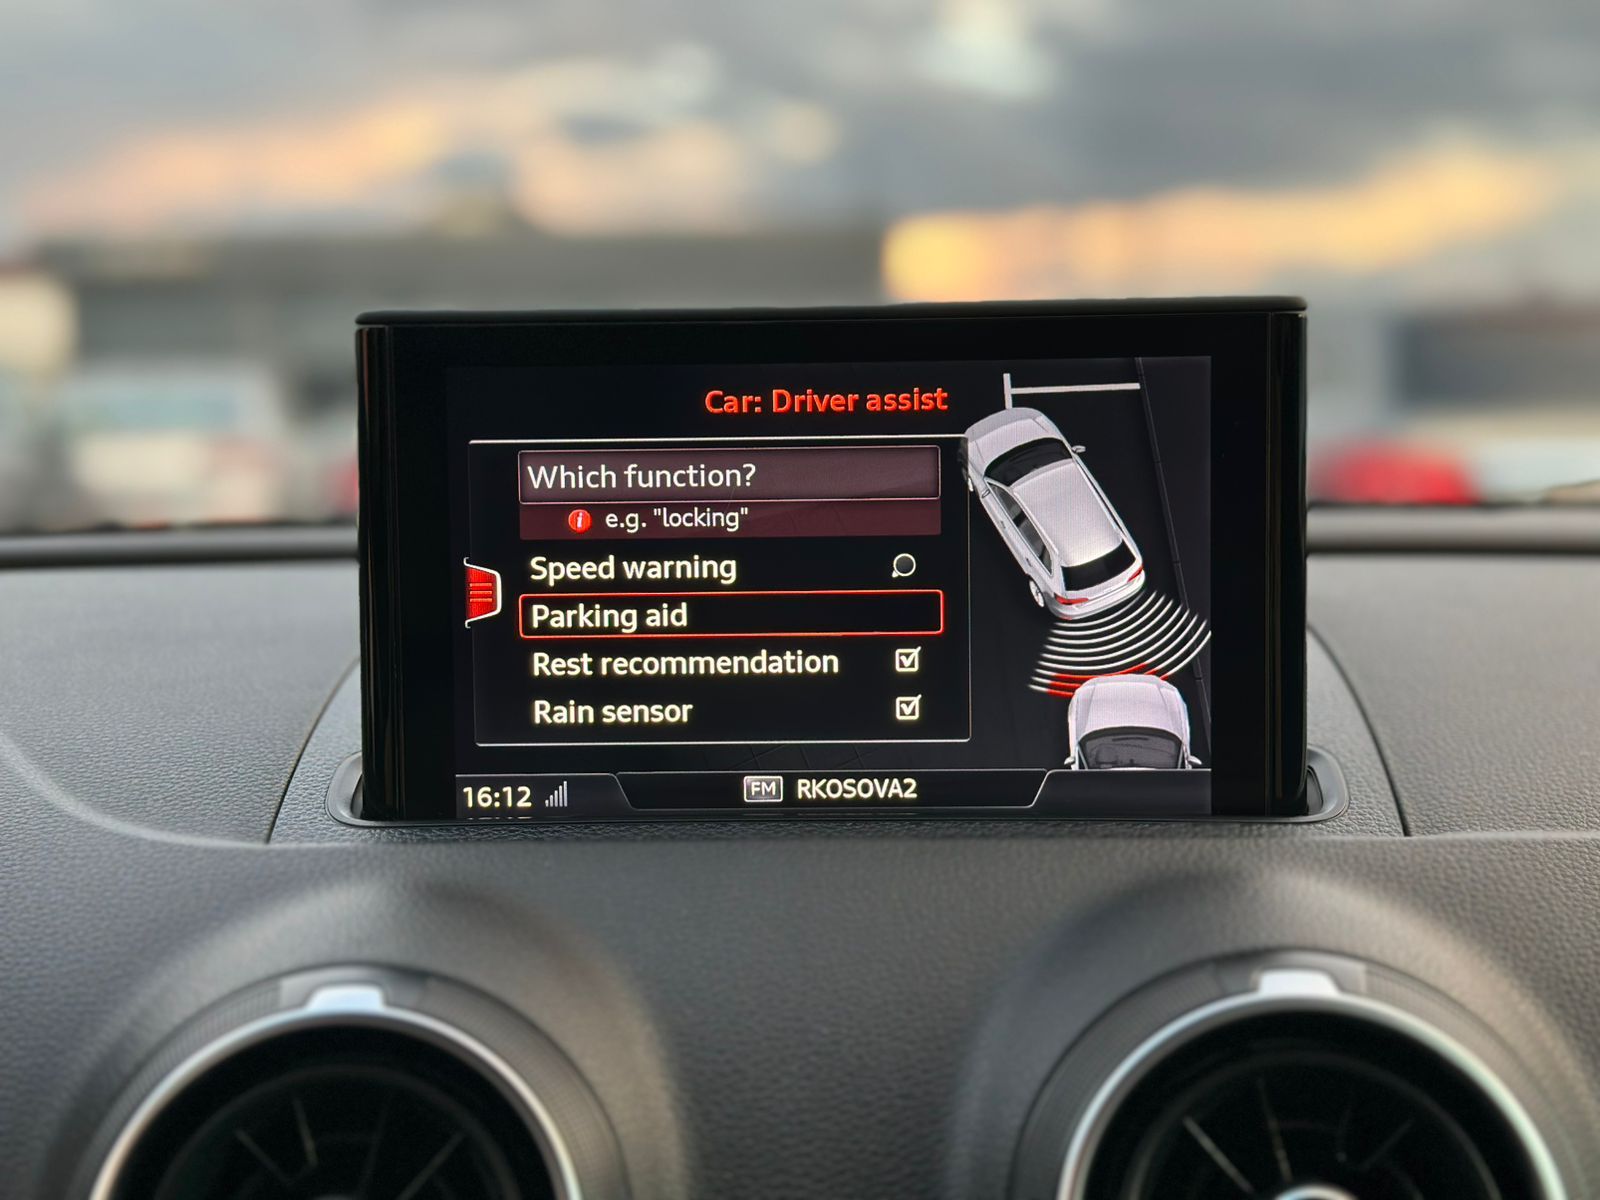 Car: Driver assist
Which function?
i e.g. "locking"
Speed warning
Parking aid
Rest recommendation
Rain sensor
16:12 FM RKOSOVA2